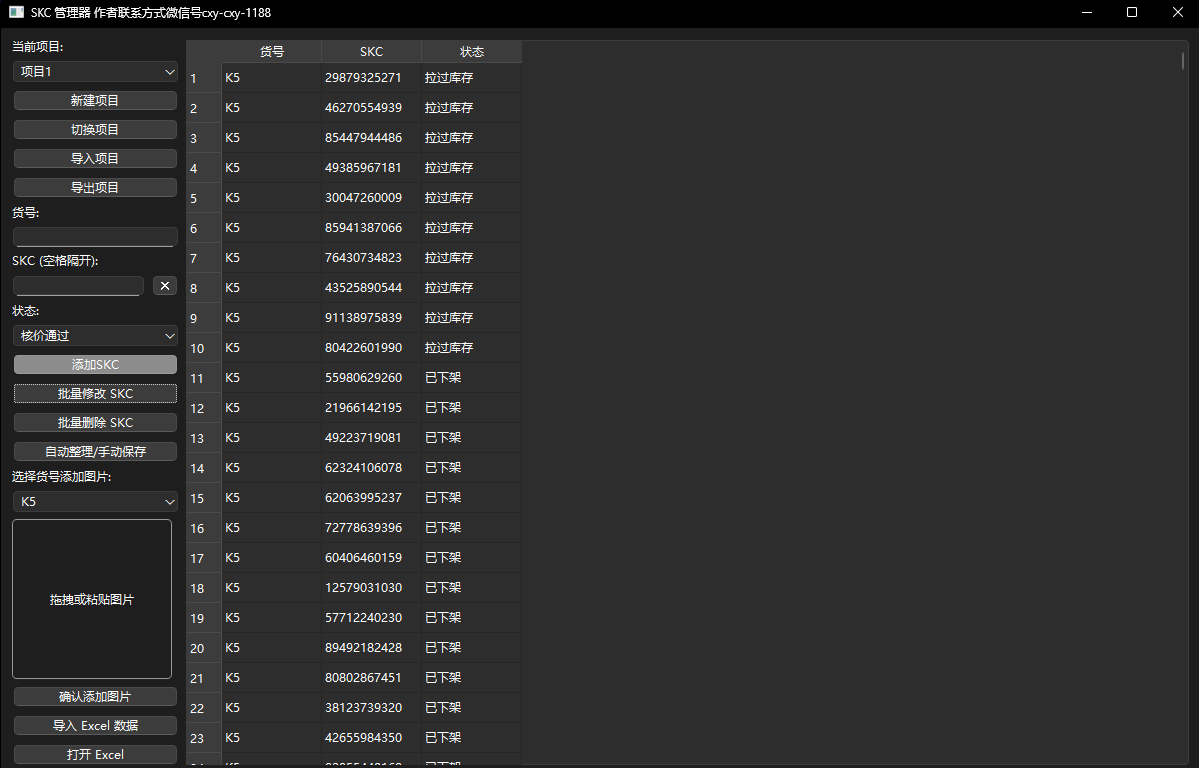 SKC 管理器 作者联系方式微信号cxy-cxy-1188
当前项目:
项目1
新建项目
切换项目
导入项目
导出项目
货号:
SKC (空格隔开):
状态:
核价通过
添加SKC
批量修改 SKC
批量删除 SKC
自动整理/手动保存
选择货号添加图片:
K5
拖拽或粘贴图片
确认添加图片
导入 Excel 数据
打开 Excel
货号 SKC 状态
1 K5 29879325271 拉过库存
2 K5 46270554939 拉过库存
3 K5 85447944486 拉过库存
4 K5 49385967181 拉过库存
5 K5 30047260009 拉过库存
6 K5 85941387066 拉过库存
7 K5 76430734823 拉过库存
8 K5 43525890544 拉过库存
9 K5 91138975839 拉过库存
10 K5 80422601990 拉过库存
11 K5 55980629260 已下架
12 K5 21966142195 已下架
13 K5 49223719081 已下架
14 K5 62324106078 已下架
15 K5 62063995237 已下架
16 K5 72778639396 已下架
17 K5 60406460159 已下架
18 K5 12579031030 已下架
19 K5 57712240230 已下架
20 K5 89492182428 已下架
21 K5 80802867451 已下架
22 K5 38123739320 已下架
23 K5 42655984350 已下架